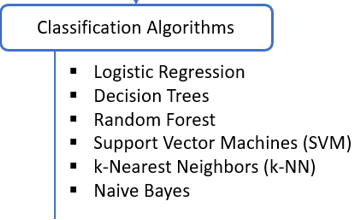 Classification Algorithms
▪ Logistic Regression
▪ Decision Trees
▪ Random Forest
▪ Support Vector Machines (SVM)
▪ k-Nearest Neighbors (k-NN)
▪ Naive Bayes